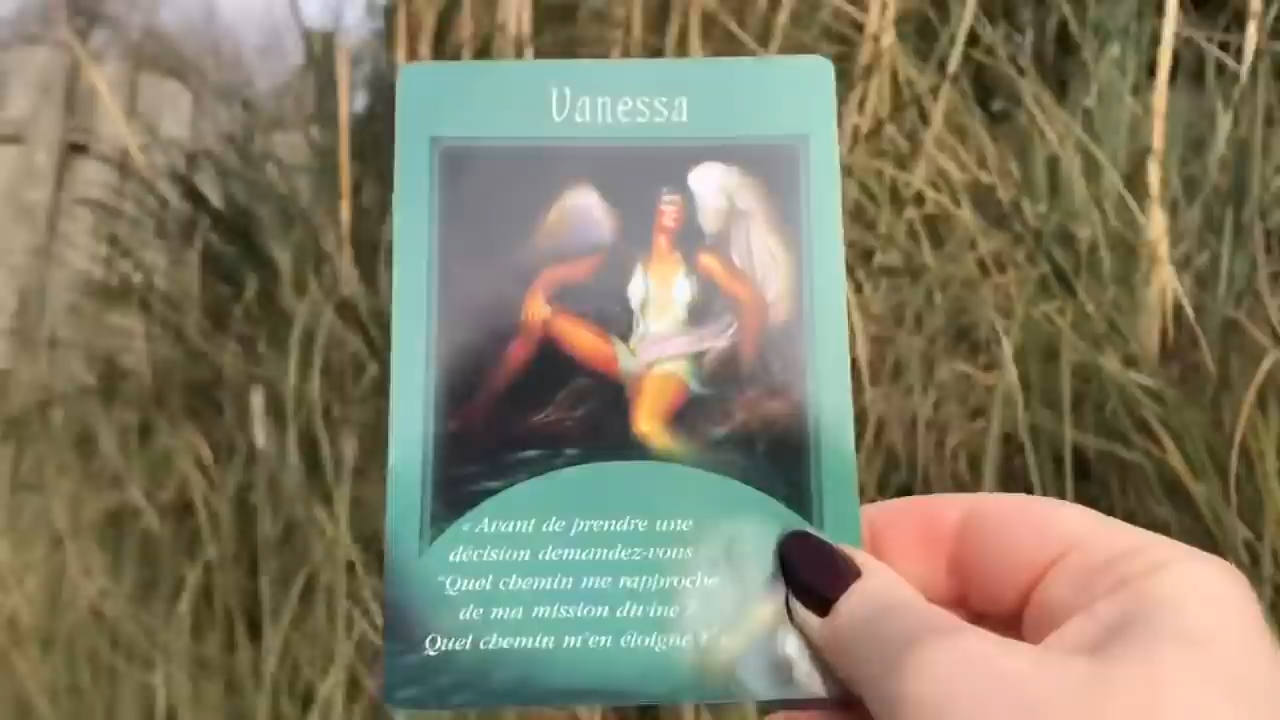 Vanessa
« Avant de prendre une
décision demandez-vous
“Quel chemin me rapproche
de ma mission divine ?
Quel chemin m'en éloigne ?